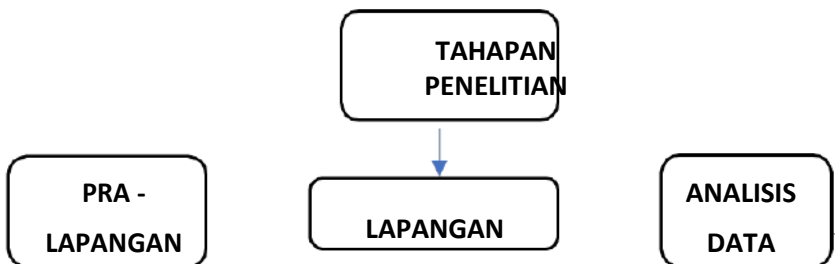 TAHAPAN
PENELITIAN
PRA -
LAPANGAN
LAPANGAN
ANALISIS
DATA